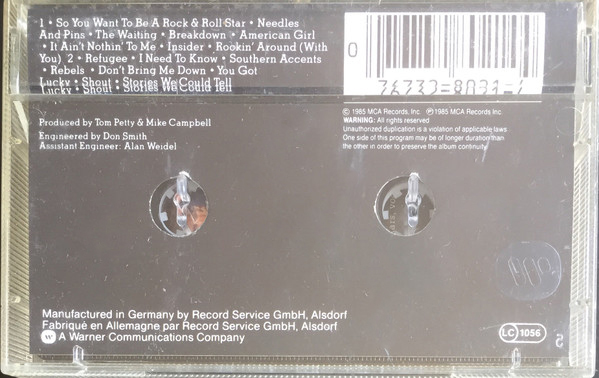 1 • So You Want To Be A Rock & Roll Star • Needles
And Pins • The Waiting • Breakdown • American Girl
• It Ain't Nothin' To Me • Insider • Rookin' Around (With
You) 2 • Refugee • I Need To Know • Southern Accents
• Rebels • Don't Bring Me Down • You Got
Lucky • Shout • Stories We Could Tell
Lucky • Shout • Stories We Could Tell
0
Produced by Tom Petty & Mike Campbell
Engineered by Don Smith
Assistant Engineer: Alan Weidel
© 1985 MCA Records, Inc. ℗ 1985 MCA Records Inc.
WARNING: All rights reserved
Unauthorized duplication is a violation of applicable laws
One side of this program may be of longer duration than
the other in order to preserve the album continuity
Manufactured in Germany by Record Service GmbH, Alsdorf
Fabriqué en Allemagne par Record Service GmbH, Alsdorf
w A Warner Communications Company
LC 1056